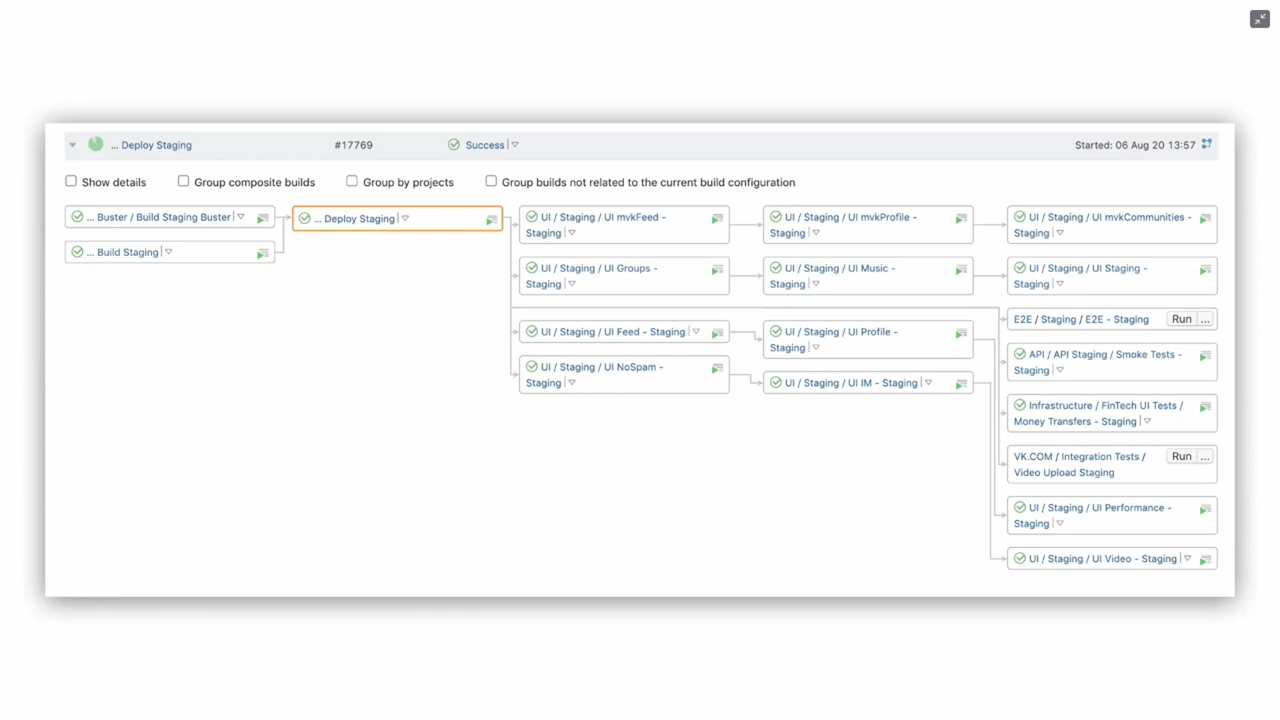 ... Deploy Staging #17769 Success Started: 06 Aug 20 13:57
Show details Group composite builds Group by projects Group builds not related to the current build configuration
... Buster / Build Staging Buster
... Build Staging
... Deploy Staging
UI / Staging / UI mvkFeed -
Staging
UI / Staging / UI Groups -
Staging
UI / Staging / UI Feed - Staging
UI / Staging / UI NoSpam -
Staging
UI / Staging / UI mvkProfile -
Staging
UI / Staging / UI Music -
Staging
UI / Staging / UI Profile -
Staging
UI / Staging / UI IM - Staging
UI / Staging / UI mvkCommunities -
Staging
UI / Staging / UI Staging -
Staging
E2E / Staging / E2E - Staging Run ...
API / API Staging / Smoke Tests -
Staging
Infrastructure / FinTech UI Tests /
Money Transfers - Staging
VK.COM / Integration Tests / Run ...
Video Upload Staging
UI / Staging / UI Performance -
Staging
UI / Staging / UI Video - Staging